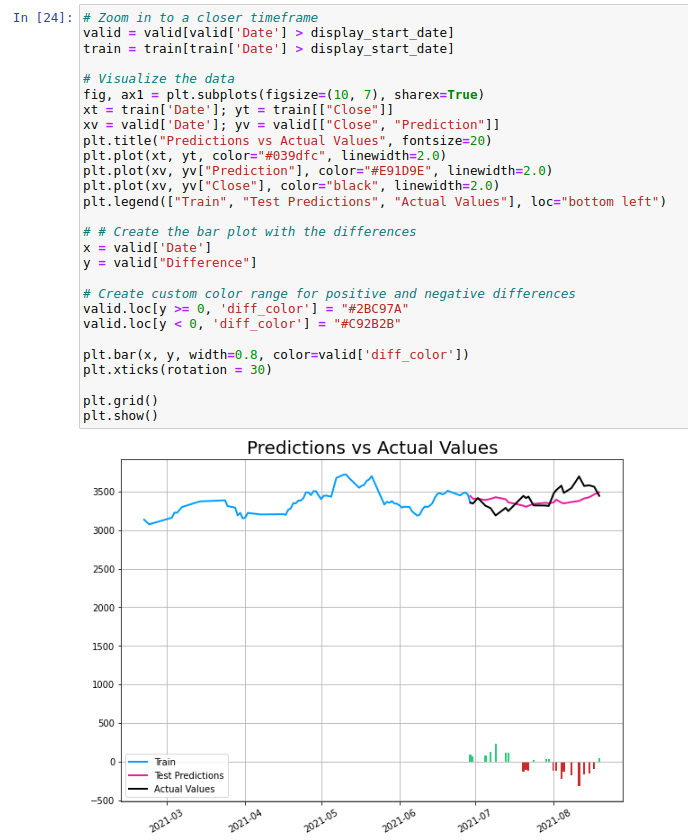 In [24]:
# Zoom in to a closer timeframe
valid = valid[valid['Date'] > display_start_date]
train = train[train['Date'] > display_start_date]
# Visualize the data
fig, ax1 = plt.subplots(figsize=(10, 7), sharex=True)
xt = train['Date']; yt = train[["Close"]]
xv = valid['Date']; yv = valid[["Close", "Prediction"]]
plt.title("Predictions vs Actual Values", fontsize=20)
plt.plot(xt, yt, color="#039dfc", linewidth=2.0)
plt.plot(xv, yv["Prediction"], color="#E91D9E", linewidth=2.0)
plt.plot(xv, yv["Close"], color="black", linewidth=2.0)
plt.legend(["Train", "Test Predictions", "Actual Values"], loc="bottom left")
# # Create the bar plot with the differences
x = valid['Date']
y = valid["Difference"]
# Create custom color range for positive and negative differences
valid.loc[y >= 0, 'diff_color'] = "#2BC97A"
valid.loc[y < 0, 'diff_color'] = "#C92B2B"
plt.bar(x, y, width=0.8, color=valid['diff_color'])
plt.xticks(rotation = 30)
plt.grid()
plt.show()
Predictions vs Actual Values
3500
3000
2500
2000
1500
1000
500
0
−500
Train
Test Predictions
Actual Values
2021-03
2021-04
2021-05
2021-06
2021-07
2021-08